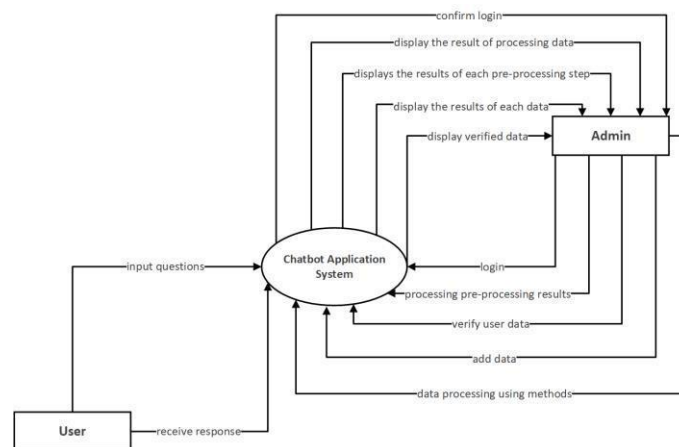 confirm login
display the result of processing data
displays the results of each pre-processing step
display the results of each data
display verified data
Admin
Chatbot Application
System
input questions
login
processing pre-processing results
verify user data
add data
data processing using methods
User
receive response